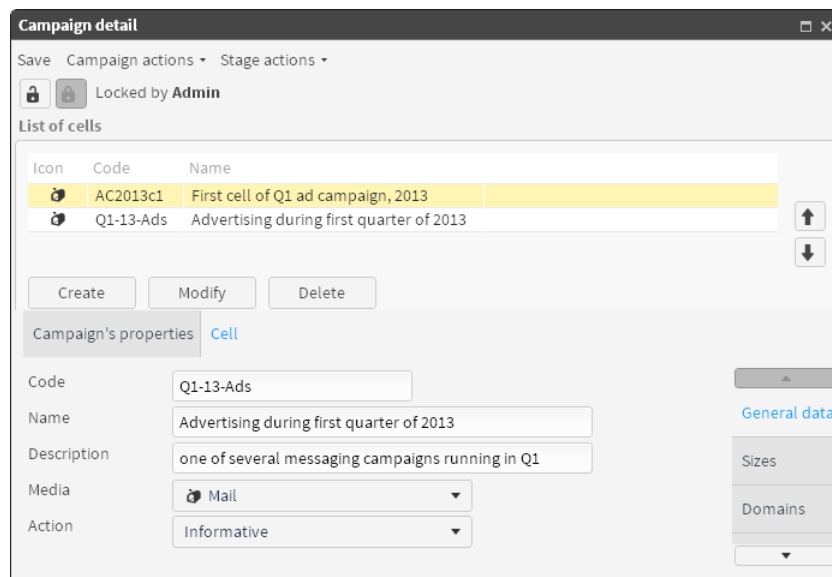 Campaign detail
Save Campaign actions Stage actions
Locked by Admin
List of cells
Icon Code Name
AC2013c1 First cell of Q1 ad campaign, 2013
Q1-13-Ads Advertising during first quarter of 2013
Create Modify Delete
Campaign's properties Cell
Code Q1-13-Ads
Name Advertising during first quarter of 2013
Description one of several messaging campaigns running in Q1
Media Mail
Action Informative
General data
Sizes
Domains